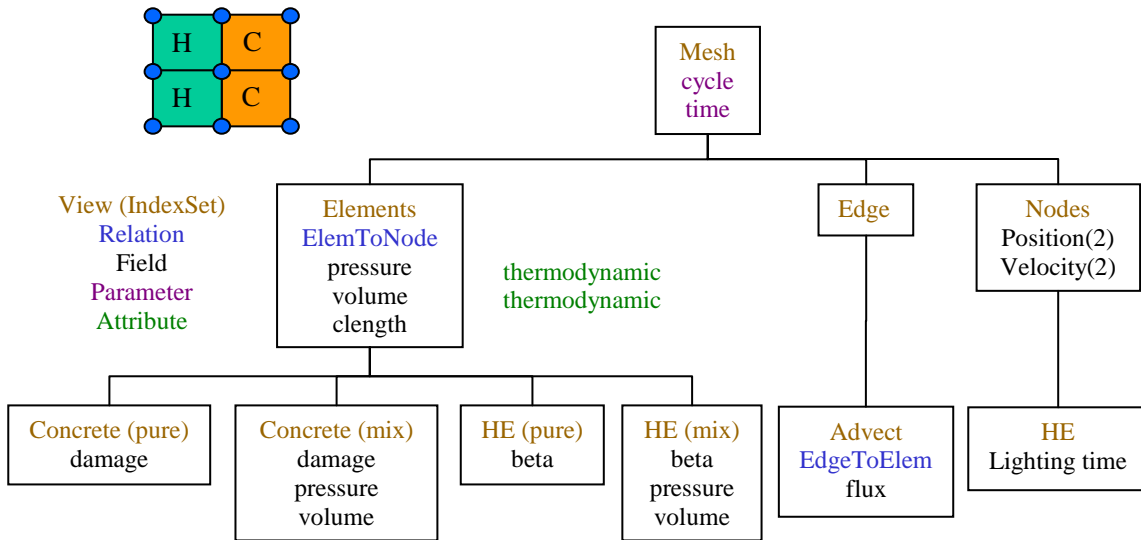 H C
H C
Mesh
cycle
time
View (IndexSet)
Relation
Field
Parameter
Attribute
Elements
ElemToNode
pressure
volume
clength
thermodynamic
thermodynamic
Edge
Nodes
Position(2)
Velocity(2)
Concrete (pure)
damage
Concrete (mix)
damage
pressure
volume
HE (pure)
beta
HE (mix)
beta
pressure
volume
Advect
EdgeToElem
flux
HE
Lighting time